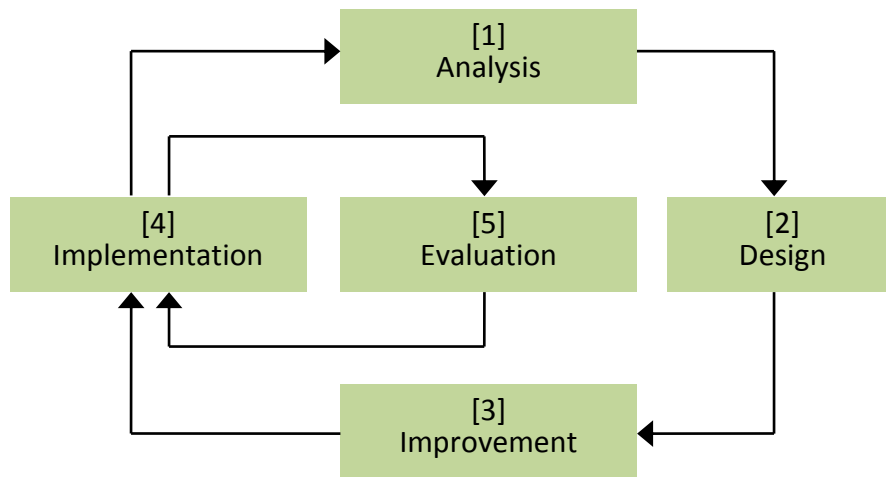 [1]
Analysis
[4]
Implementation
[5]
Evaluation
[2]
Design
[3]
Improvement